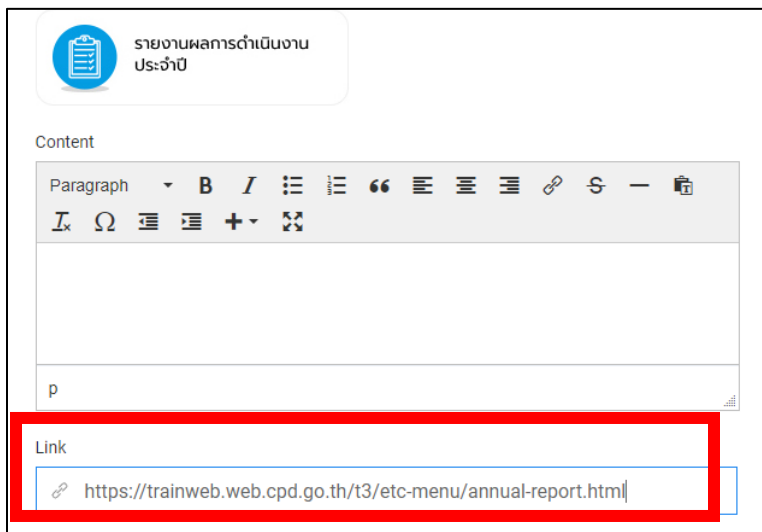 รายงานผลการดำเนินงาน
ประจำปี
Content
Paragraph
p
Link
https://trainweb.web.cpd.go.th/t3/etc-menu/annual-report.html